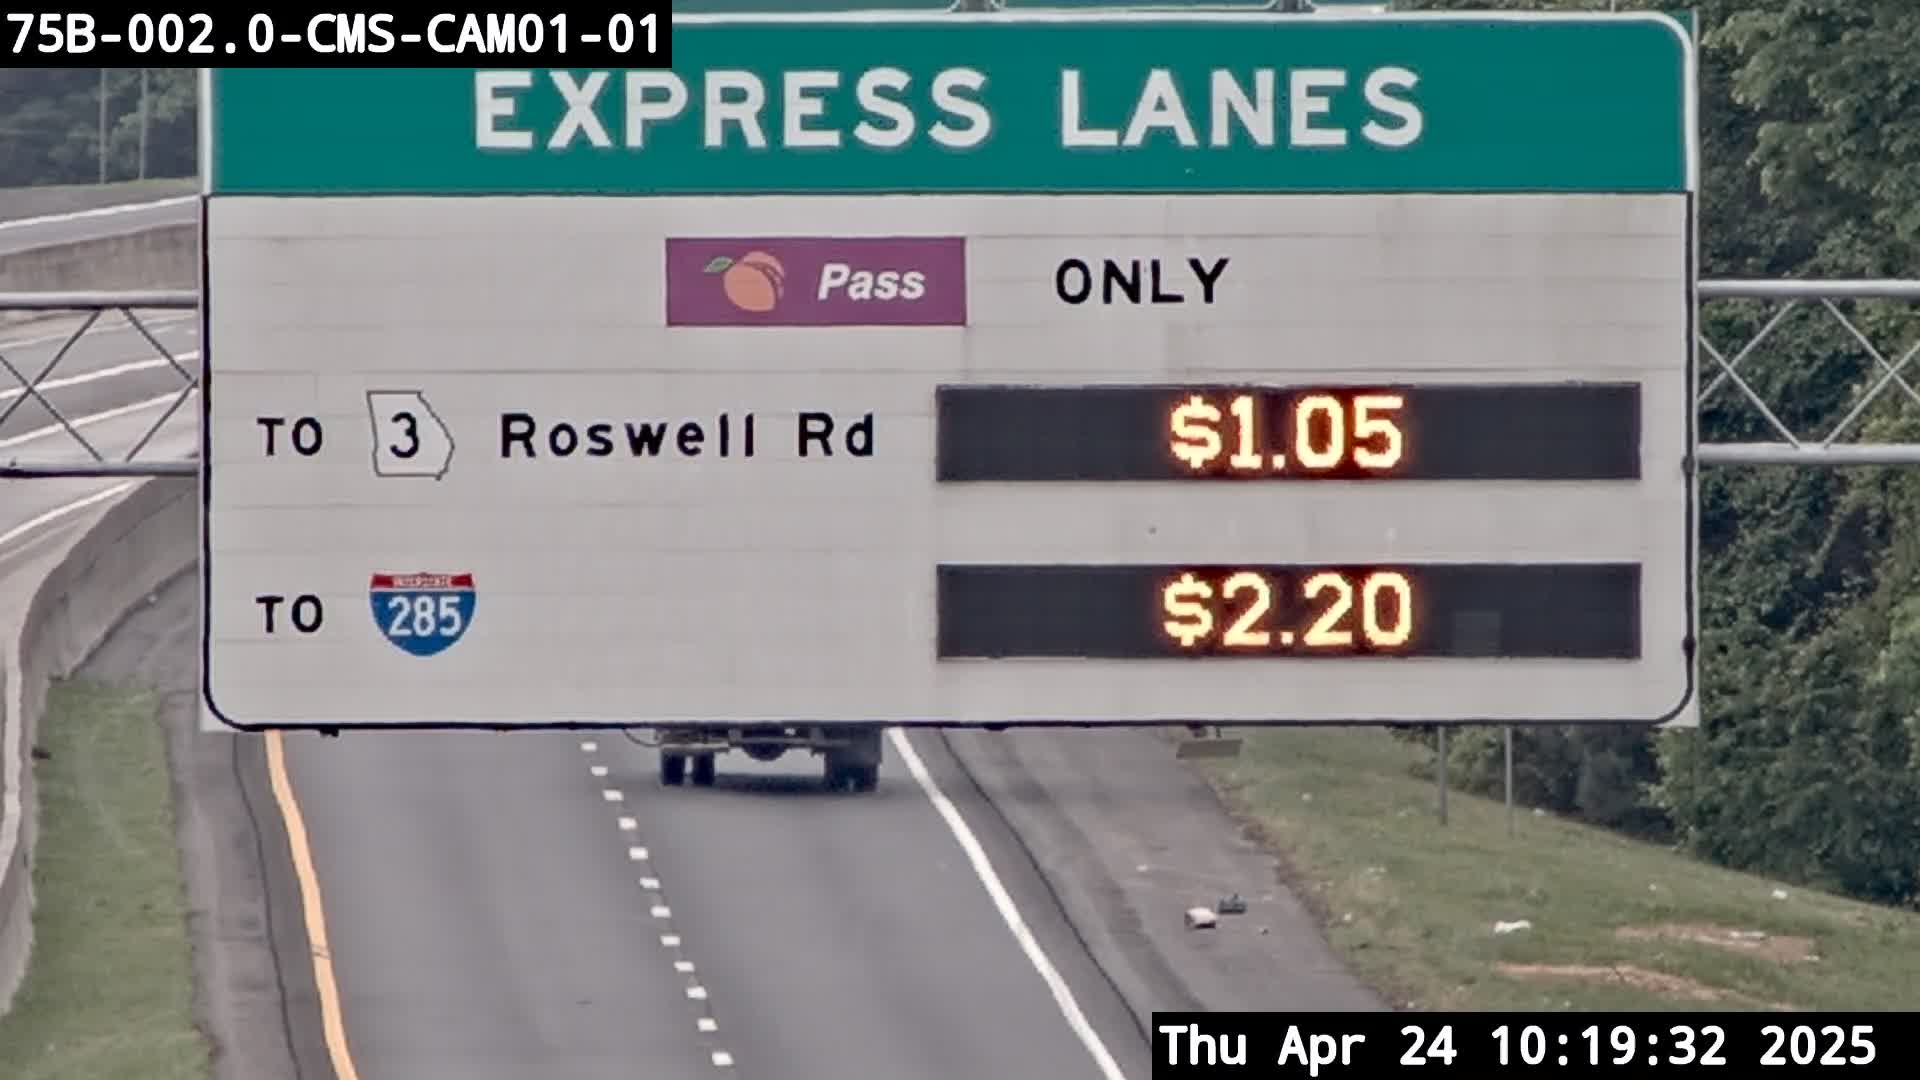 75B-002.0-CMS-CAM01-01
EXPRESS LANES
Pass ONLY
TO 3 Roswell Rd $1.05
INTERSTATE
TO 285 $2.20
Thu Apr 24 10:19:32 2025